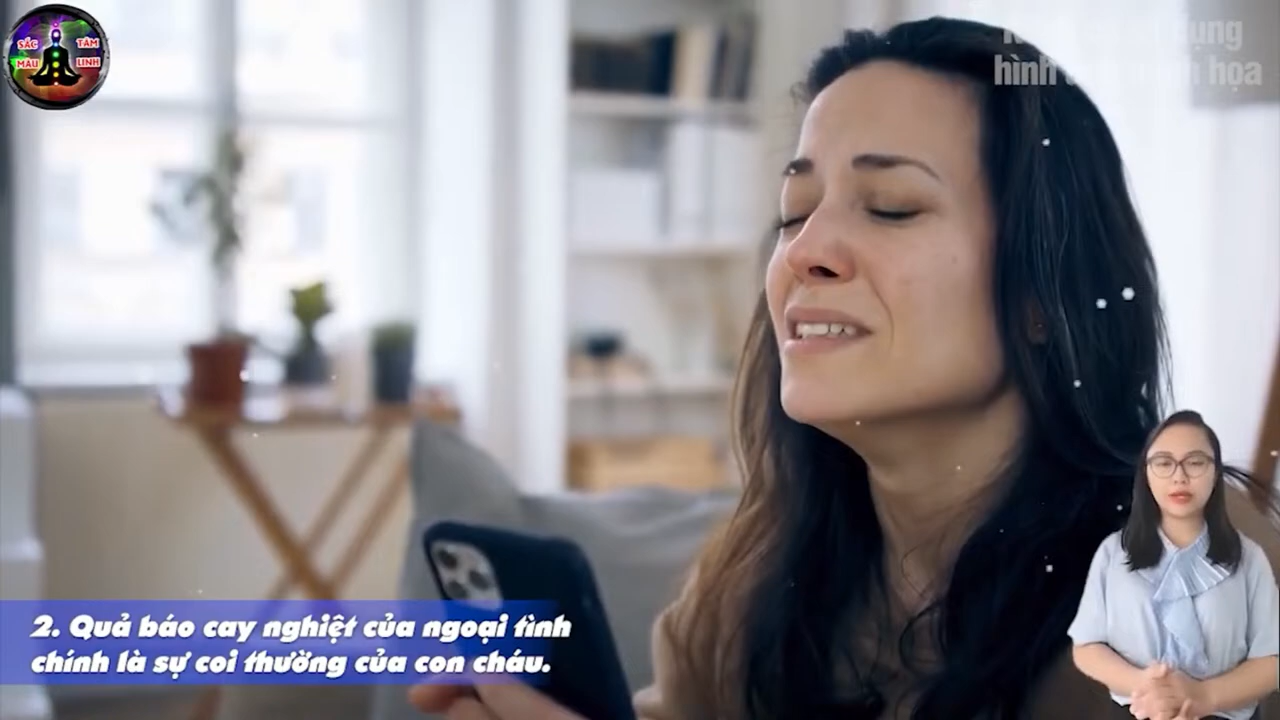 SẮC TÂM
MÀU LINH
hình
họa
2. Quả báo cay nghiệt của ngoại tình
chính là sự coi thường của con cháu.